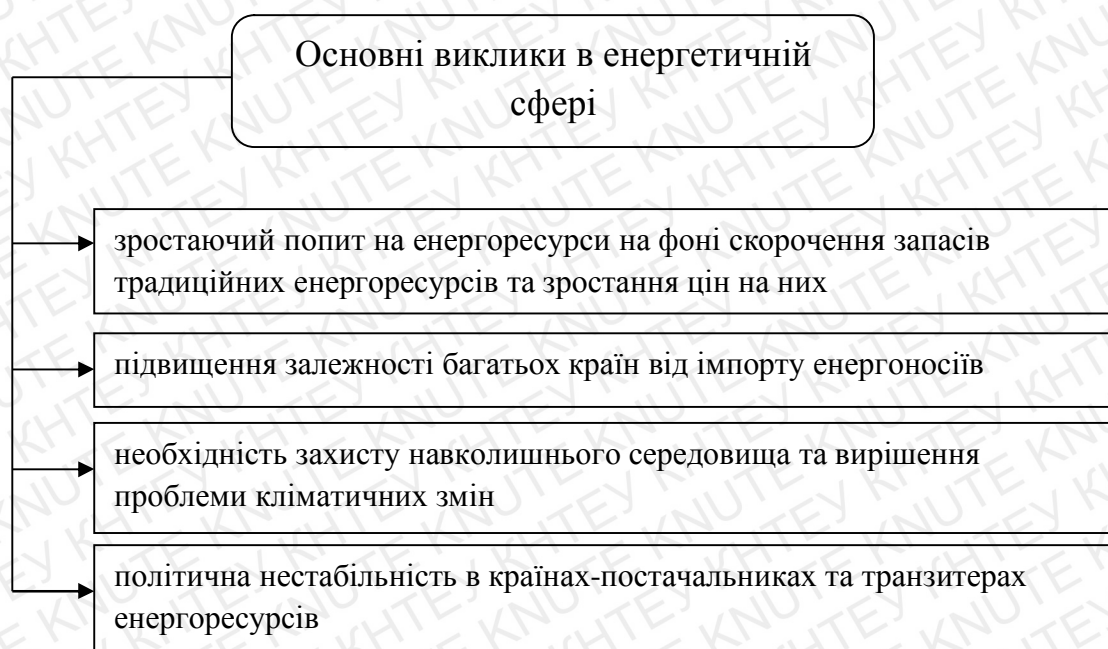 Основні виклики в енергетичній
сфері
зростаючий попит на енергоресурси на фоні скорочення запасів
традиційних енергоресурсів та зростання цін на них
підвищення залежності багатьох країн від імпорту енергоносіїв
необхідність захисту навколишнього середовища та вирішення
проблеми кліматичних змін
політична нестабільність в країнах-постачальниках та транзитерах
енергоресурсів